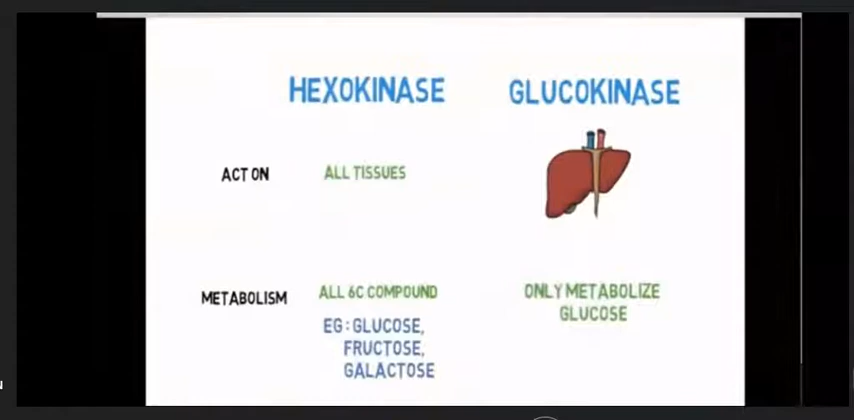 HEXOKINASE GLUCOKINASE
ACT ON ALL TISSUES
METABOLISM ALL 6C COMPOUND ONLY METABOLIZE
GLUCOSE
EG : GLUCOSE,
FRUCTOSE,
GALACTOSE